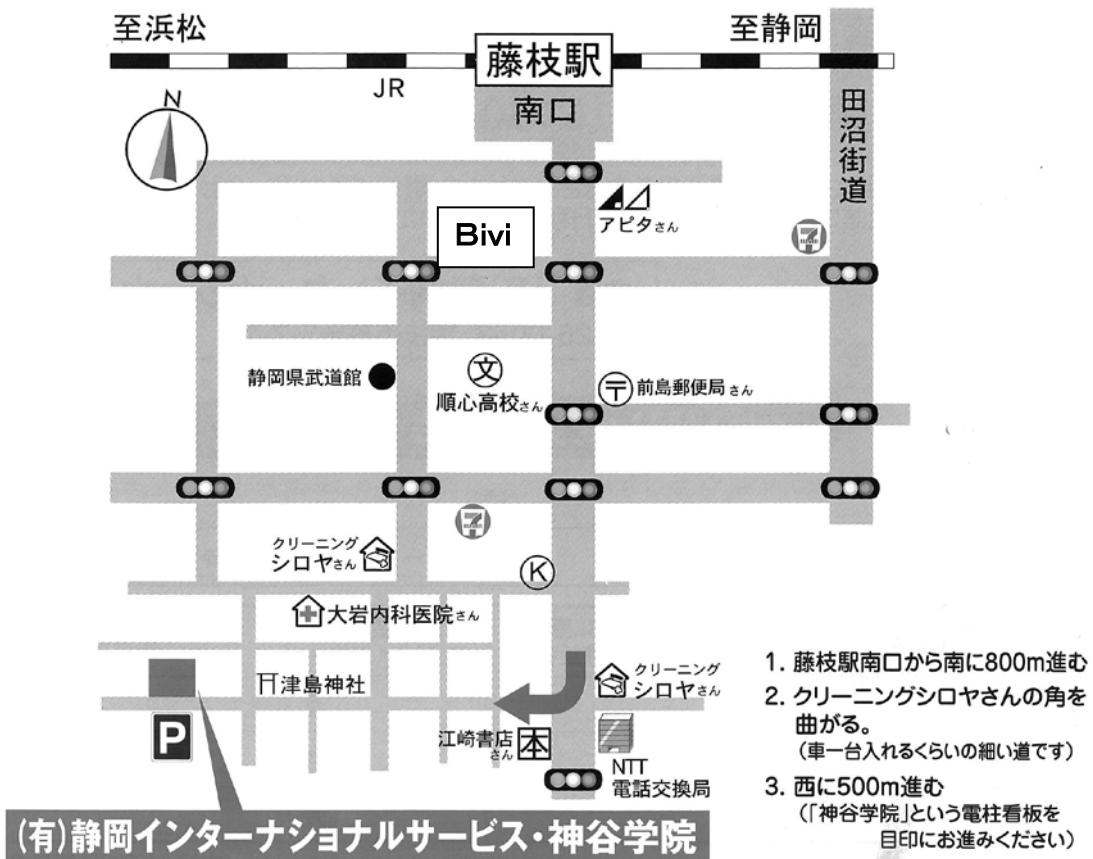 至浜松
至静岡
藤枝駅
JR
南口
N
田沼街道
アピタさん
Bivi
7
ELEVEN
静岡県武道館
文
順心高校さん
〒
前島郵便局さん
7
ELEVEN
クリーニング
シロヤさん
K
大岩内科医院さん
津島神社
クリーニング
シロヤさん
P
江崎書店
さん
本
NTT
電話交換局
(有)静岡インターナショナルサービス・神谷学院
1. 藤枝駅南口から南に800m進む
2. クリーニングシロヤさんの角を
曲がる。
(車一台入れるくらいの細い道です)
3. 西に500m進む
(「神谷学院」という電柱看板を
目印にお進みください)